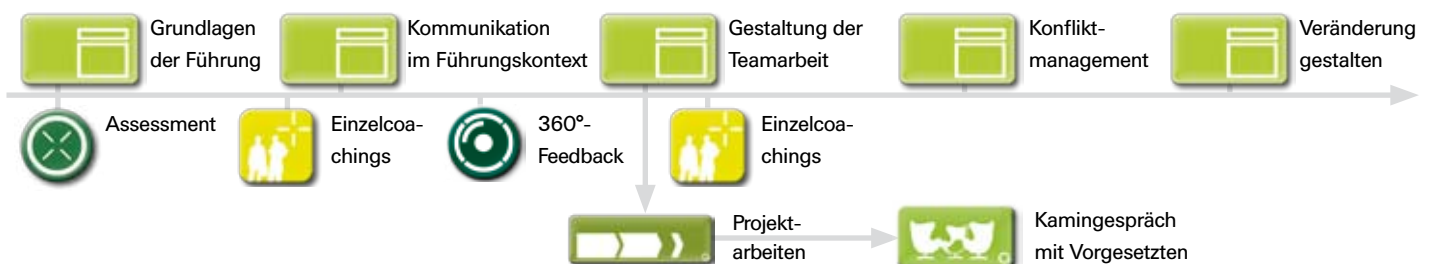 Grundlagen
der Führung
Kommunikation
im Führungskontext
Gestaltung der
Teamarbeit
Konflikt-
management
Veränderung
gestalten
Assessment
Einzelcoa-
chings
360°-
Feedback
Einzelcoa-
chings
Projekt-
arbeiten
Kamingespräch
mit Vorgesetzten